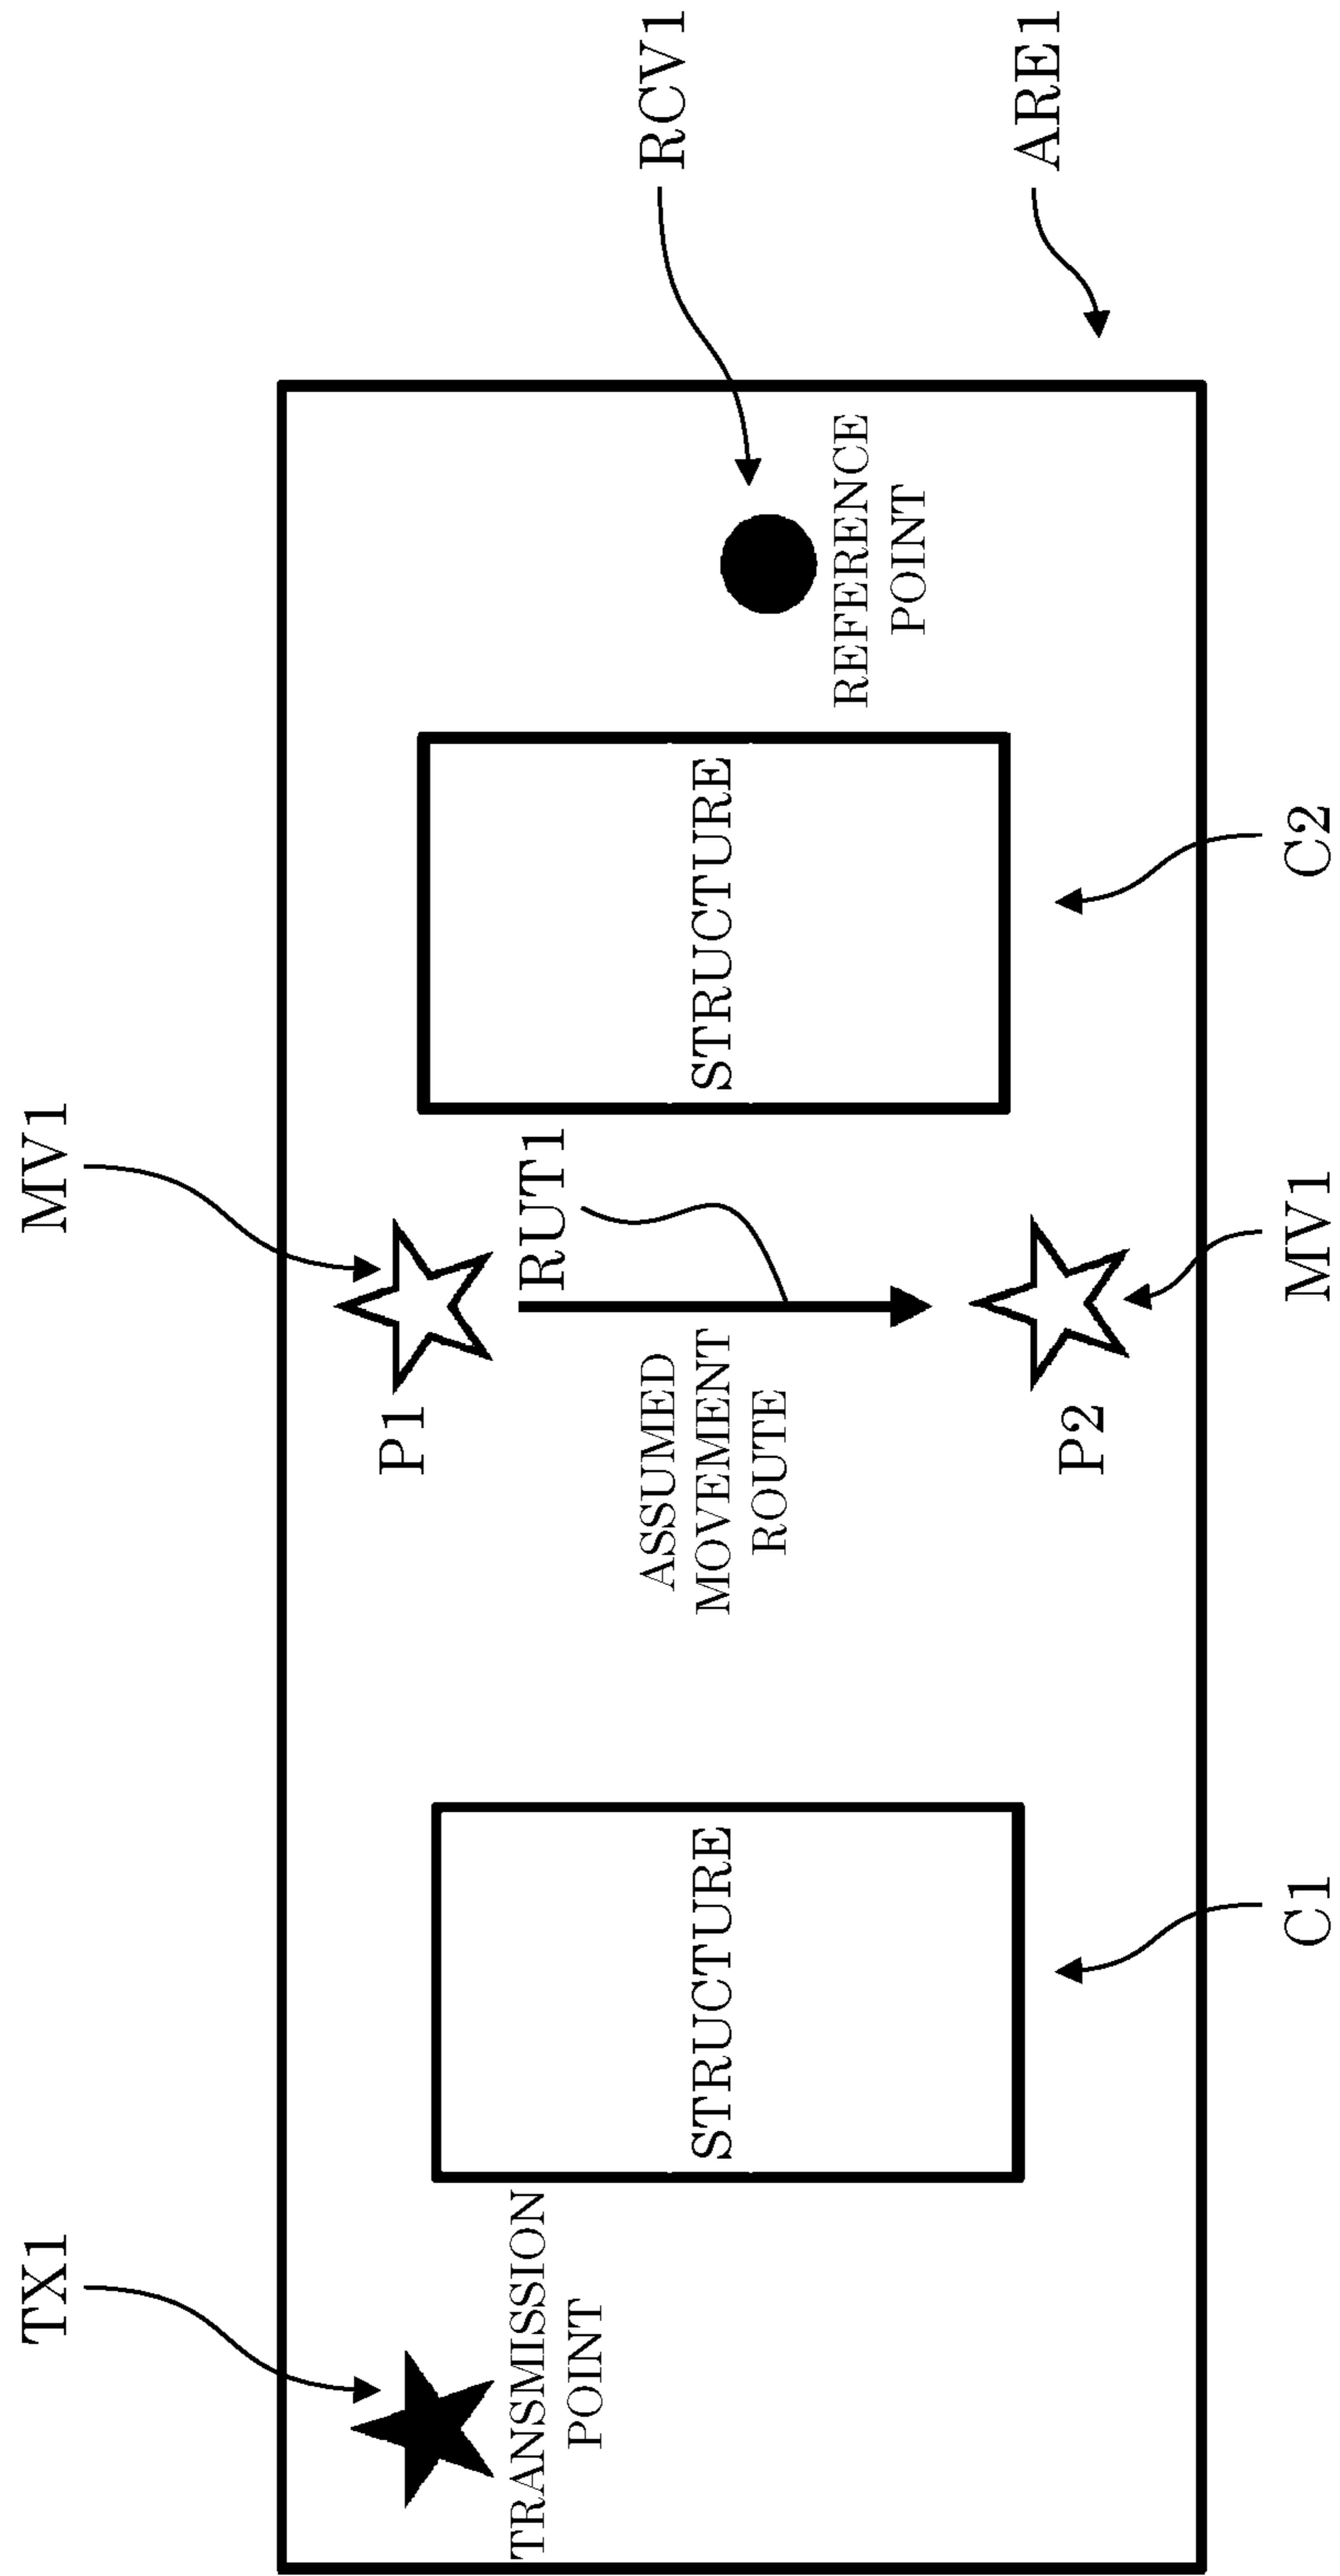 TX1
MV1
RCV1
ARE1
TRANSMISSION
POINT
STRUCTURE
P1
RUT1
ASSUMED
MOVEMENT
ROUTE
P2
STRUCTURE
REFERENCE
POINT
C1
MV1
C2